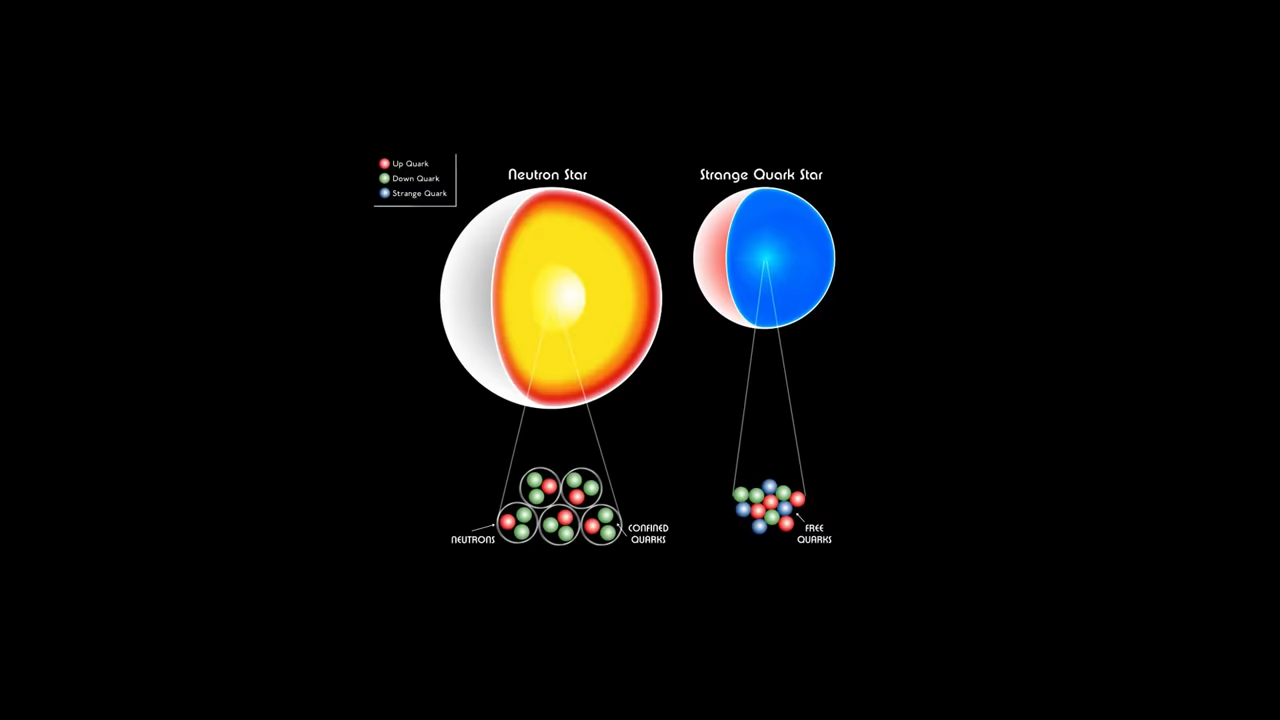 Up Quark
Down Quark
Strange Quark
Neutron Star
Strange Quark Star
NEUTRONS
CONFINED
QUARKS
FREE
QUARKS